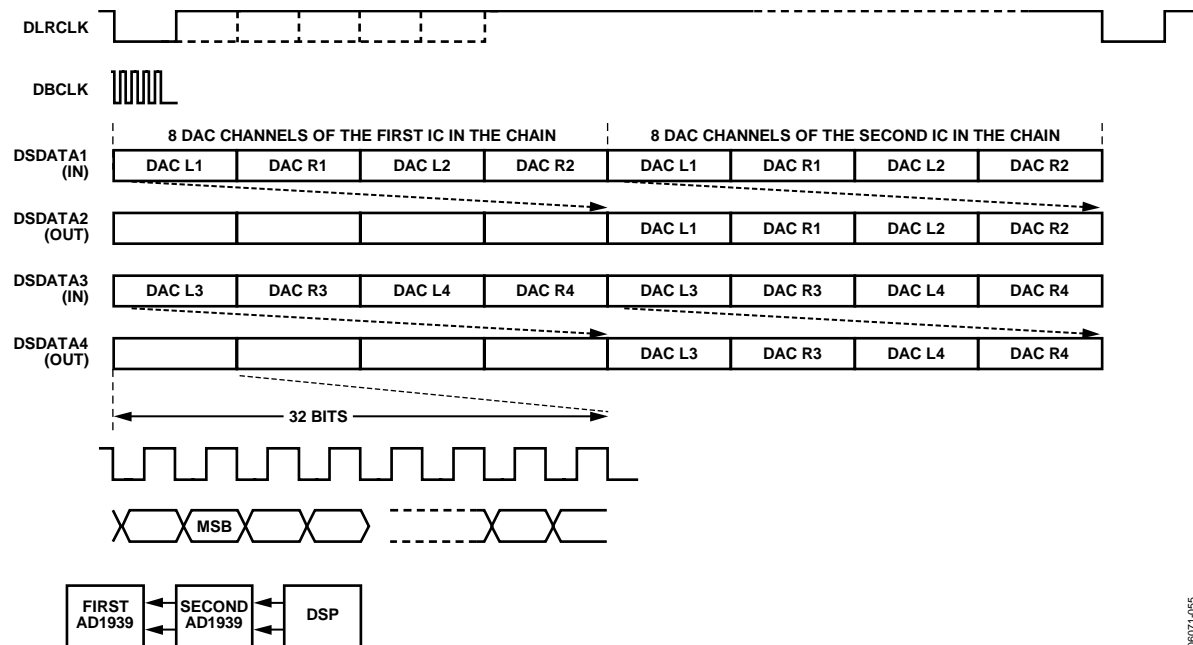 DLRCLK
DBCLK
8 DAC CHANNELS OF THE FIRST IC IN THE CHAIN
8 DAC CHANNELS OF THE SECOND IC IN THE CHAIN
DSDATA1
(IN)
DAC L1 DAC R1 DAC L2 DAC R2 DAC L1 DAC R1 DAC L2 DAC R2
DSDATA2
(OUT)
DAC L1 DAC R1 DAC L2 DAC R2
DSDATA3
(IN)
DAC L3 DAC R3 DAC L4 DAC R4 DAC L3 DAC R3 DAC L4 DAC R4
DSDATA4
(OUT)
DAC L3 DAC R3 DAC L4 DAC R4
32 BITS
MSB
FIRST
AD1939
SECOND
AD1939
DSP
06071-055